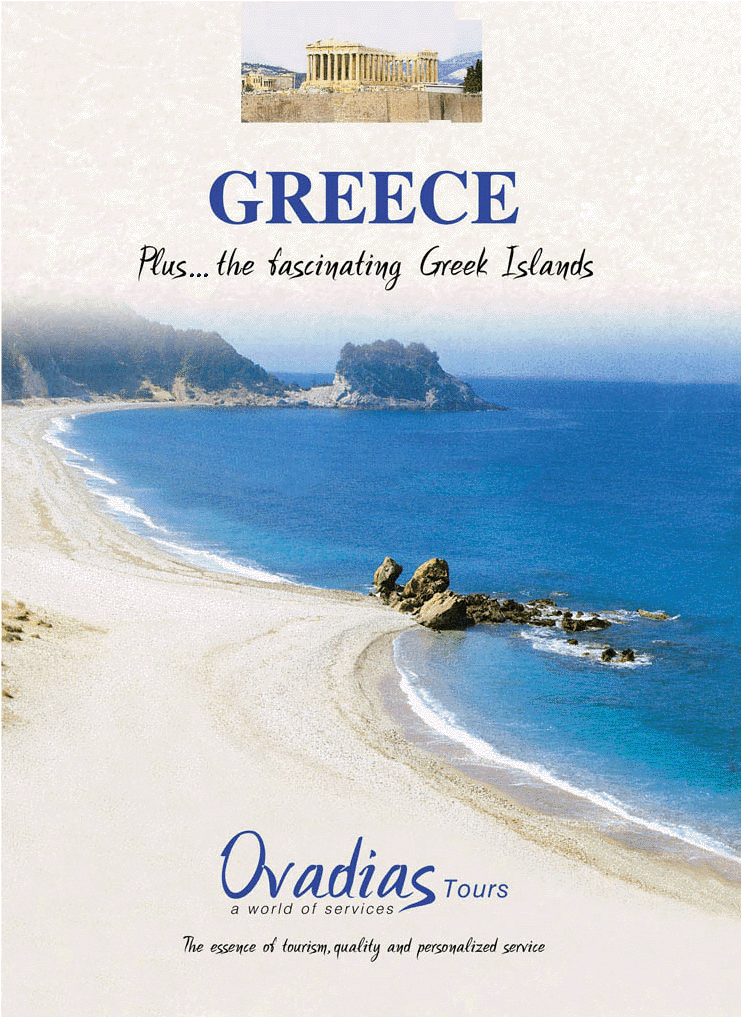 GREECE
Plus... the fascinating Greek Islands
Ovadias Tours
a world of services
The essence of tourism, quality and personalized service